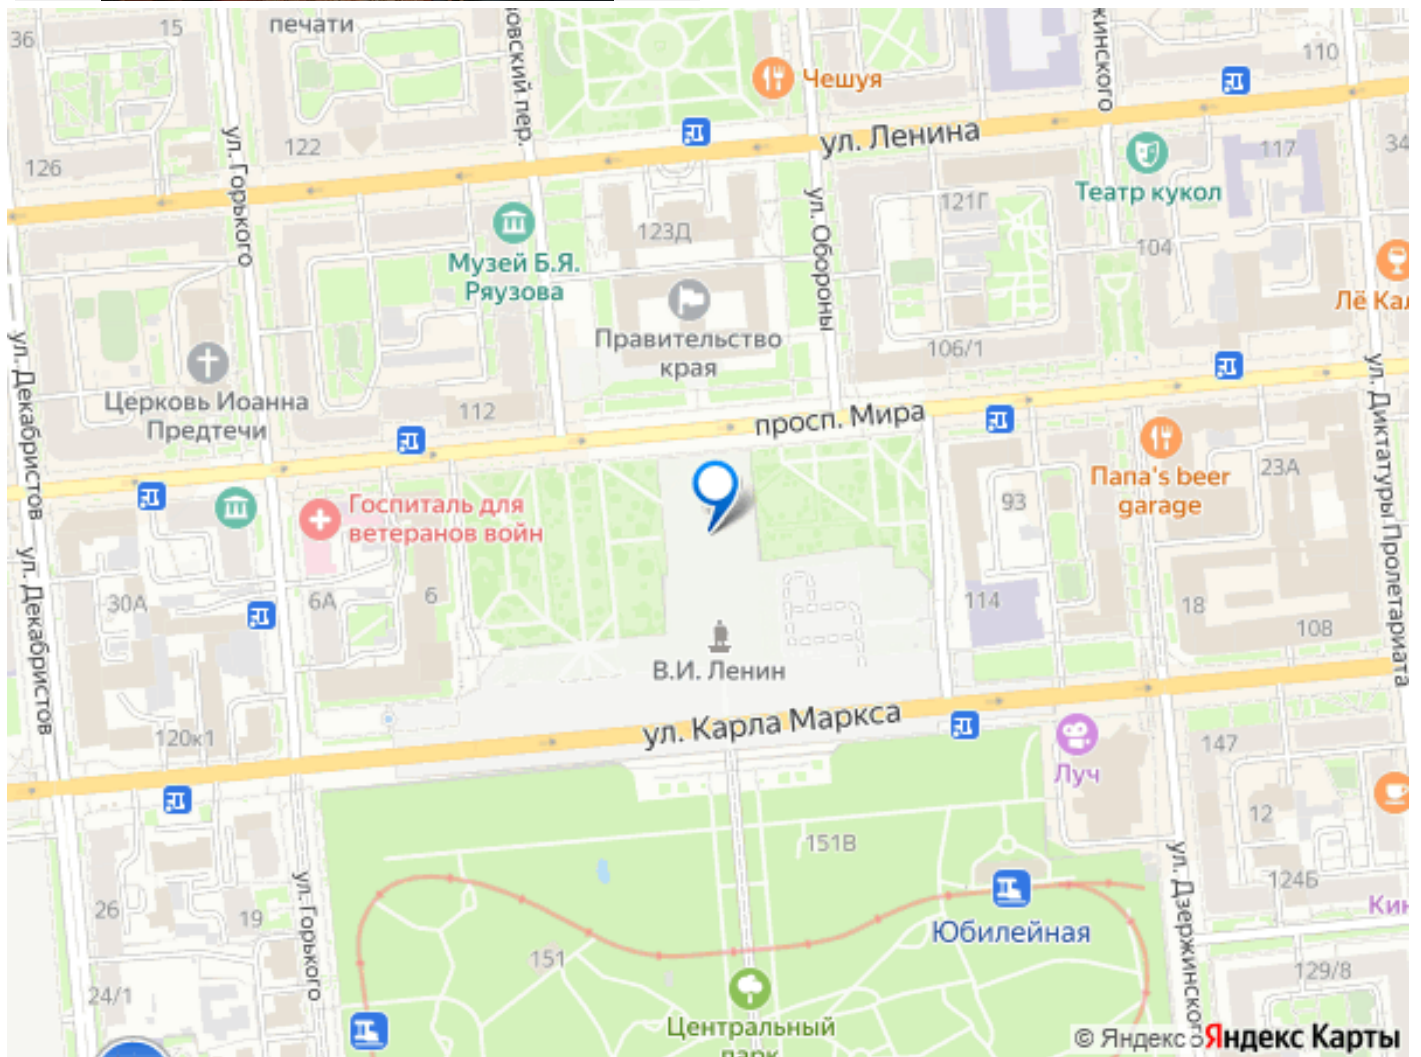 36
15
печати
110
Чешуя
ул. Ленина
126
122
ул. Горького
117
34
Театр кукол
121Г
104
123Д
ул. Обороны
Музей Б.Я.
Ряузова
Правительство
края
106/1
ул. Декабристов
Церковь Иоанна
Предтечи
112
просп. Мира
ул. Диктатуры Пролетариата
Папа's beer
garage
23А
93
Госпиталь для
ветеранов войн
30А
6А
6
114
18
108
ул. Декабристов
В.И. Ленин
ул. Карла Маркса
120к1
147
Луч
12
151В
ул. Дзержинского
124Б
26
19
ул. Горького
Юбилейная
151
129/8
24/1
Центральный
парк
© Яндекс
Яндекс Карты